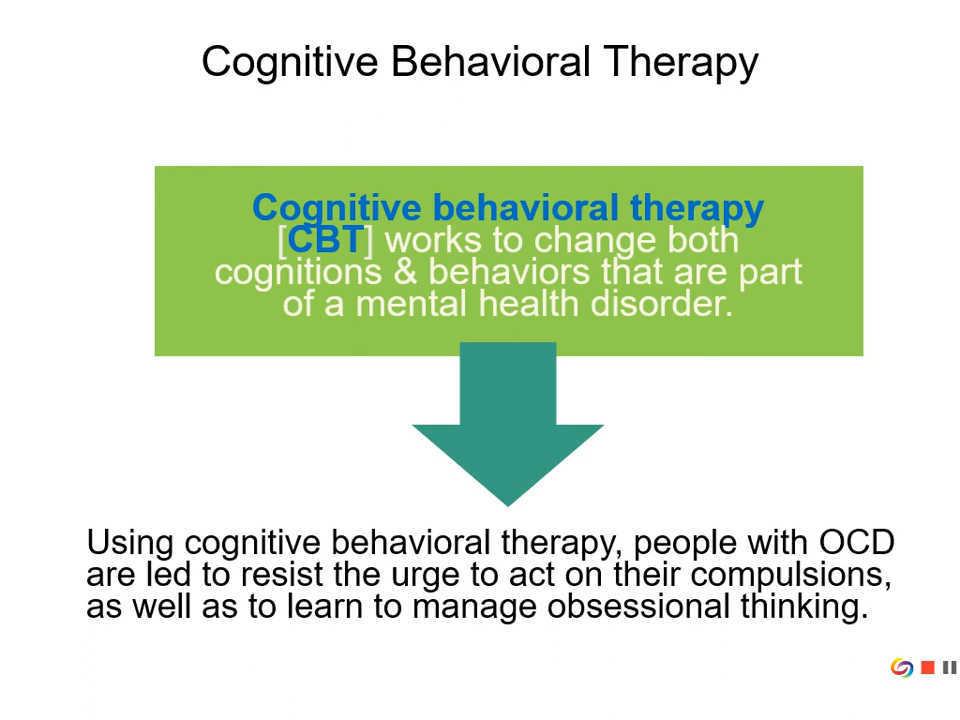 Cognitive Behavioral Therapy
Cognitive behavioral therapy
[CBT] works to change both
cognitions & behaviors that are part
of a mental health disorder.
Using cognitive behavioral therapy, people with OCD
are led to resist the urge to act on their compulsions,
as well as to learn to manage obsessional thinking.